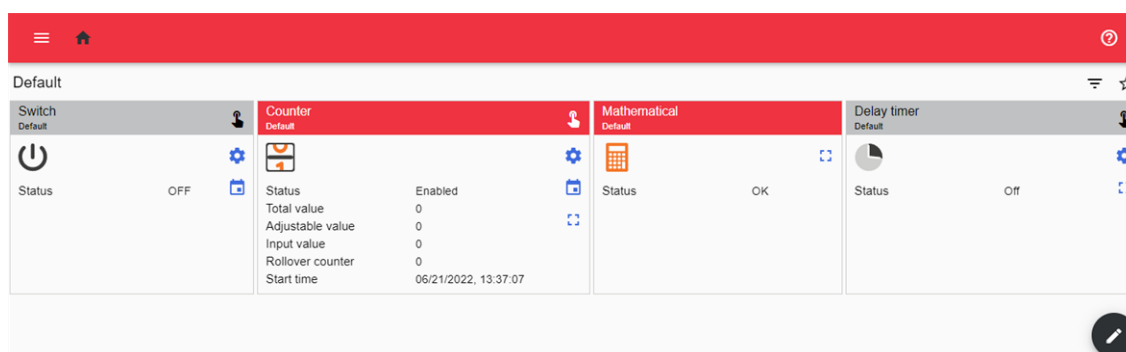 Default
Switch
Default
Status OFF
Counter
Default
Status Enabled
Total value 0
Adjustable value 0
Input value 0
Rollover counter 0
Start time 06/21/2022, 13:37:07
Mathematical
Default
Status OK
Delay timer
Default
Status Off